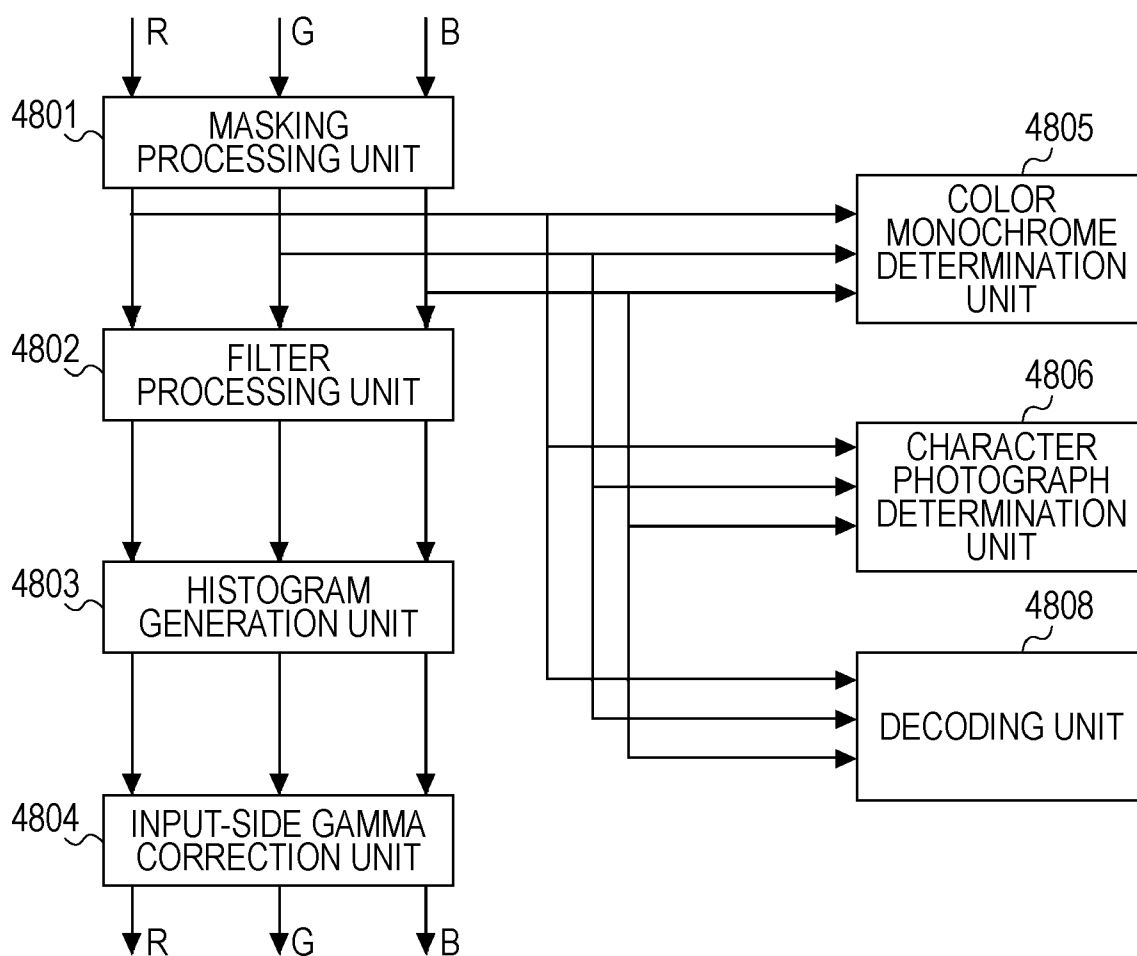 R G B
4801
MASKING
PROCESSING UNIT
4805
COLOR
MONOCHROME
DETERMINATION
UNIT
4802
FILTER
PROCESSING UNIT
4806
CHARACTER
PHOTOGRAPH
DETERMINATION
UNIT
4803
HISTOGRAM
GENERATION UNIT
4808
DECODING UNIT
4804
INPUT-SIDE GAMMA
CORRECTION UNIT
R G B